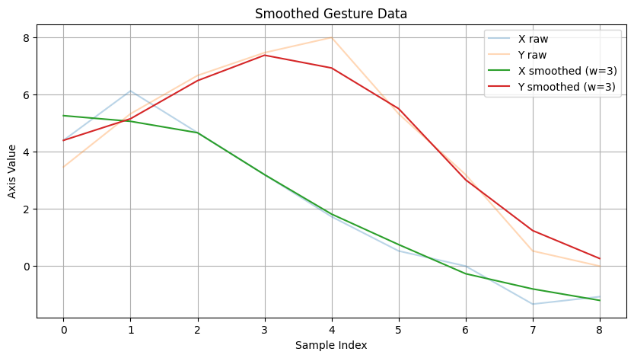 Smoothed Gesture Data
X raw
Y raw
X smoothed (w=3)
Y smoothed (w=3)
8
6
4
2
0
Axis Value
0 1 2 3 4 5 6 7 8
Sample Index